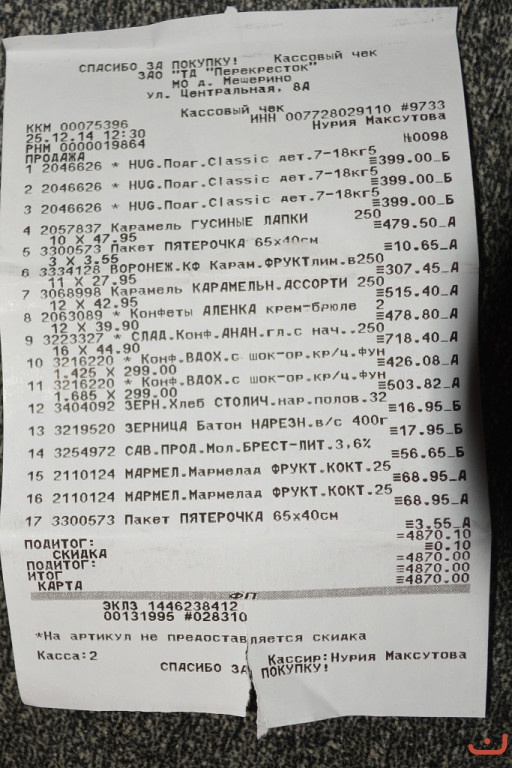 СПАСИБО ЗА ПОКУПКУ! Кассовый чек
ЗАО "ТД "Перекресток"
МО д. Мещерино
ул. Центральная, 8А
Кассовый чек
ККМ 00075396 ИНН 007728029110 #9733
25.12.14 12:30 Нурия Максутова
РНМ 0000019864 №0098
ПРОДАЖА
1 2046626 * HUG.Подг.Classic дет.7-18кг5
≡399.00_Б
2 2046626 * HUG.Подг.Classic дет.7-18кг5
≡399.00_Б
3 2046626 * HUG.Подг.Classic дет.7-18кг5
≡399.00_Б
4 2057837 Карамель ГУСИНЫЕ ЛАПКИ 250
10 X 47.95 ≡479.50_А
5 3300573 Пакет ПЯТЕРОЧКА 65х40см
3 X 3.55 ≡10.65_А
6 3334128 ВОРОНЕЖ.КФ Карам.ФРУКТлим.в250
11 X 27.95 ≡307.45_А
7 3068998 Карамель КАРАМЕЛЬН.АССОРТИ 250
12 X 42.95 ≡515.40_А
8 2063089 * Конфеты АЛЕНКА крем-брюле 2
12 X 39.90 ≡478.80_А
9 3223327 * СЛАД.Конф.АНАН.гл.с нач..250
16 X 44.90 ≡718.40_А
10 3216220 * Конф.ВДОХ.с шок-ор.кр/ц.фун
1.425 X 299.00 ≡426.08_А
11 3216220 * Конф.ВДОХ.с шок-ор.кр/ц.фун
1.685 X 299.00 ≡503.82_А
12 3404092 ЗЕРН.Хлеб СТОЛИЧ.нар.полов.32
≡16.95_Б
13 3219520 ЗЕРНИЦА Батон НАРЕЗН.в/с 400г
≡17.95_Б
14 3254972 САВ.ПРОД.Мол.БРЕСТ-ЛИТ.3,6%
≡56.65_Б
15 2110124 МАРМЕЛ.Мармелад ФРУКТ.КОКТ.25
≡68.95_А
16 2110124 МАРМЕЛ.Мармелад ФРУКТ.КОКТ.25
≡68.95_А
17 3300573 Пакет ПЯТЕРОЧКА 65х40см
≡3.55_А
ПОДИТОГ: =4870.10
СКИДКА ≡0.10
ПОДИТОГ: =4870.00
ИТОГ ≡4870.00
КАРТА ≡4870.00
ФП
ЭКЛЗ 1446238412
00131995 #028310
*На артикул не предоставляется скидка
Касса:2 Кассир:Нурия Максутова
СПАСИБО ЗА ПОКУПКУ!